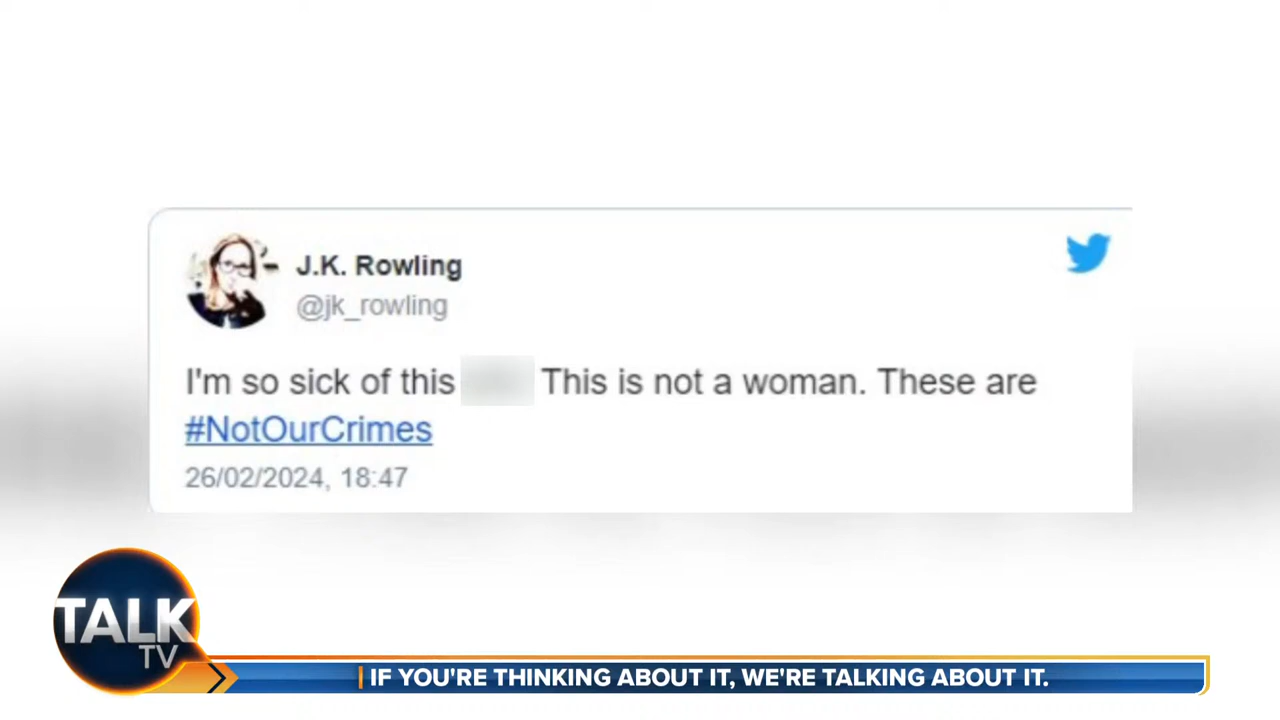 J.K. Rowling
@jk_rowling
I'm so sick of this This is not a woman. These are
#NotOurCrimes
26/02/2024, 18:47
TALK
TV
IF YOU'RE THINKING ABOUT IT, WE'RE TALKING ABOUT IT.